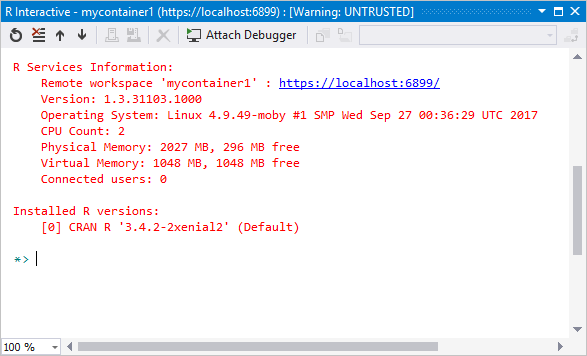 R Interactive - mycontainer1 (https://localhost:6899/) : [Warning: UNTRUSTED]
Attach Debugger
R Services Information:
Remote workspace 'mycontainer1' : https://localhost:6899/
Version: 1.3.31103.1000
Operating System: Linux 4.9.49-moby #1 SMP Wed Sep 27 00:36:29 UTC 2017
CPU Count: 2
Physical Memory: 2027 MB, 296 MB free
Virtual Memory: 1048 MB, 1048 MB free
Connected users: 0
Installed R versions:
[0] CRAN R '3.4.2-2xenial2' (Default)
*>
100 %